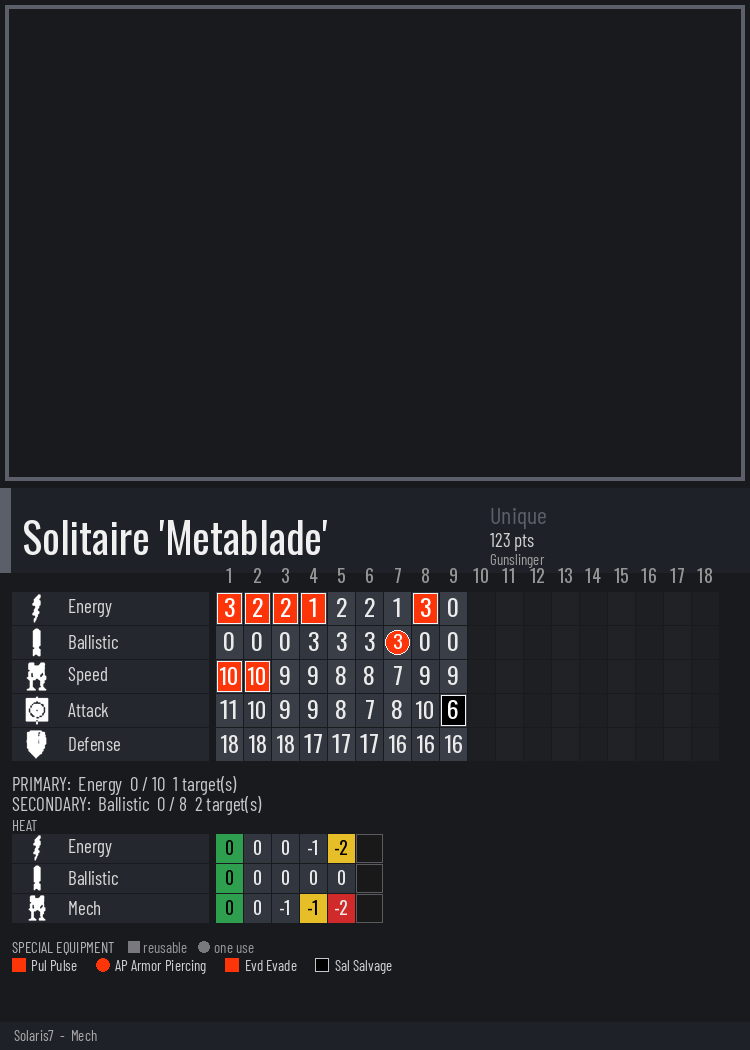 Solitaire 'Metablade'
Unique
123 pts
Gunslinger
1 2 3 4 5 6 7 8 9 10 11 12 13 14 15 16 17 18
Energy 3 2 2 1 2 2 1 3 0
Ballistic 0 0 0 3 3 3 3 0 0
Speed 10 10 9 9 8 8 7 9 9
Attack 11 10 9 9 8 7 8 10 6
Defense 18 18 18 17 17 17 16 16 16
PRIMARY: Energy 0 / 10 1 target(s)
SECONDARY: Ballistic 0 / 8 2 target(s)
HEAT
Energy 0 0 0 -1 -2
Ballistic 0 0 0 0 0
Mech 0 0 -1 -1 -2
SPECIAL EQUIPMENT reusable one use
Pul Pulse AP Armor Piercing Evd Evade Sal Salvage
Solaris7 - Mech